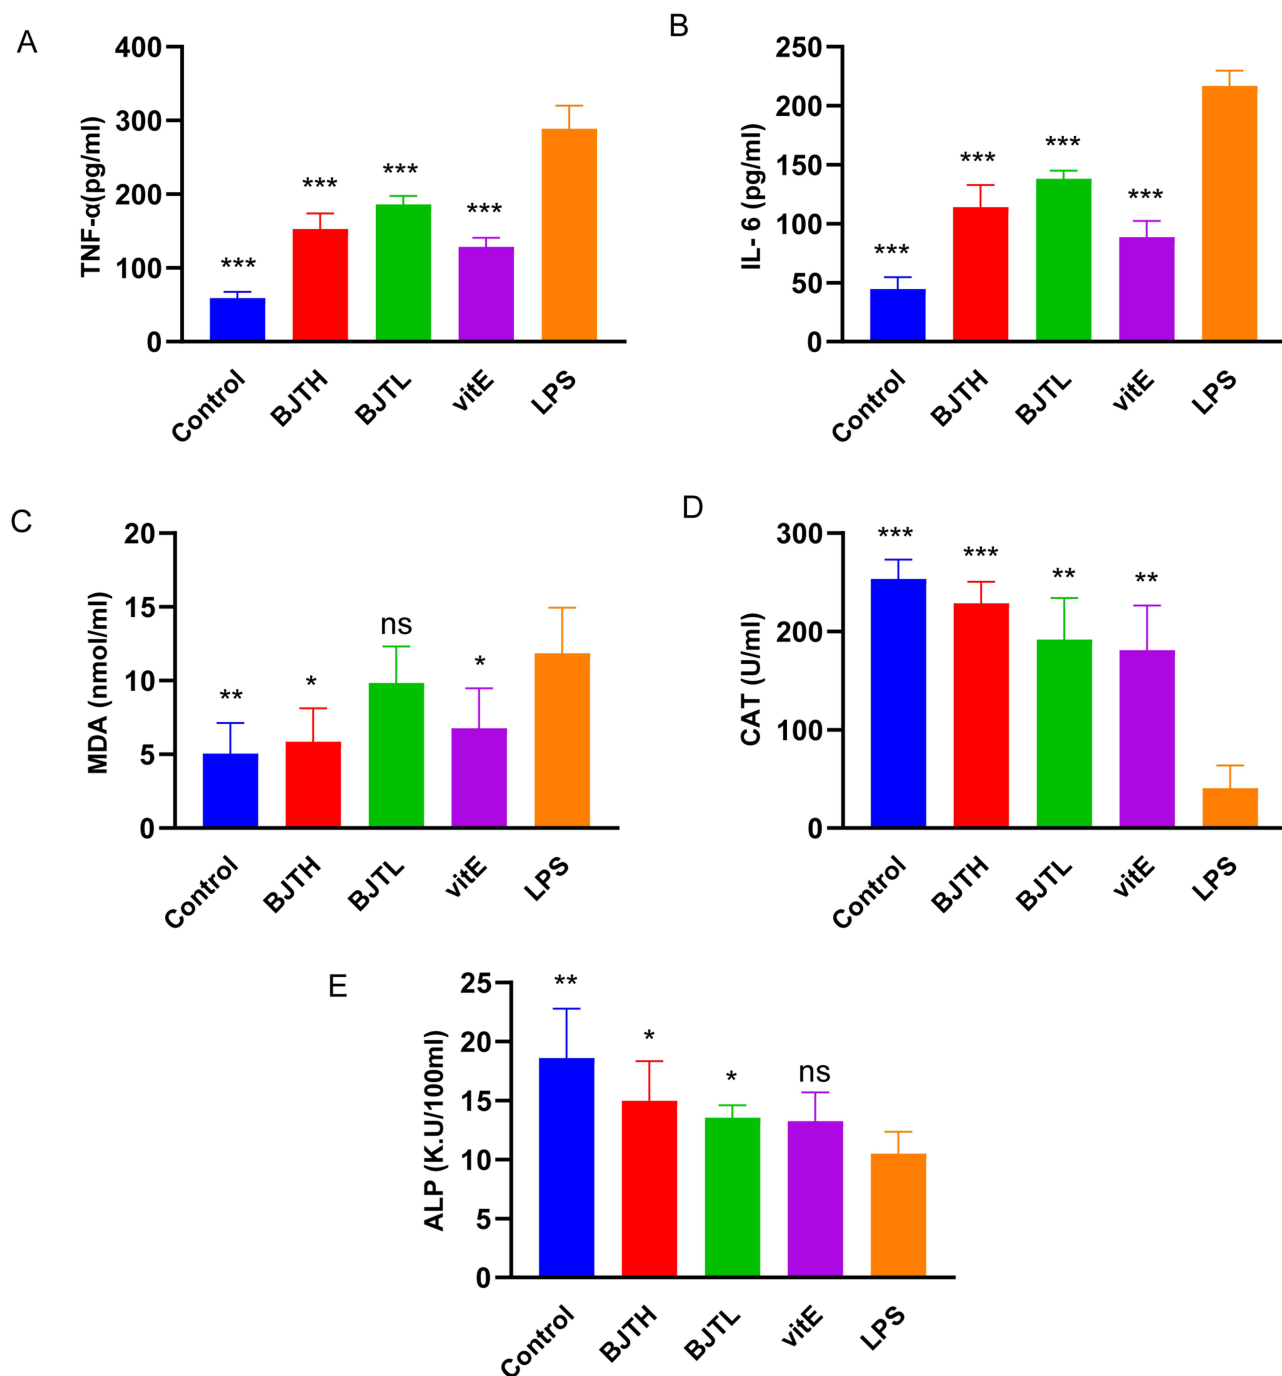 A
TNF-α(pg/ml)
400
300
200
100
0
***
***
***
***
Control
BJTH
BJTL
vitE
LPS
B
IL- 6 (pg/ml)
250
200
150
100
50
0
***
***
***
***
Control
BJTH
BJTL
vitE
LPS
C
MDA (nmol/ml)
20
15
10
5
0
**
*
ns
*
Control
BJTH
BJTL
vitE
LPS
D
CAT (U/ml)
300
200
100
0
***
***
**
**
Control
BJTH
BJTL
vitE
LPS
E
ALP (K.U/100ml)
25
20
15
10
5
0
**
*
*
ns
Control
BJTH
BJTL
vitE
LPS